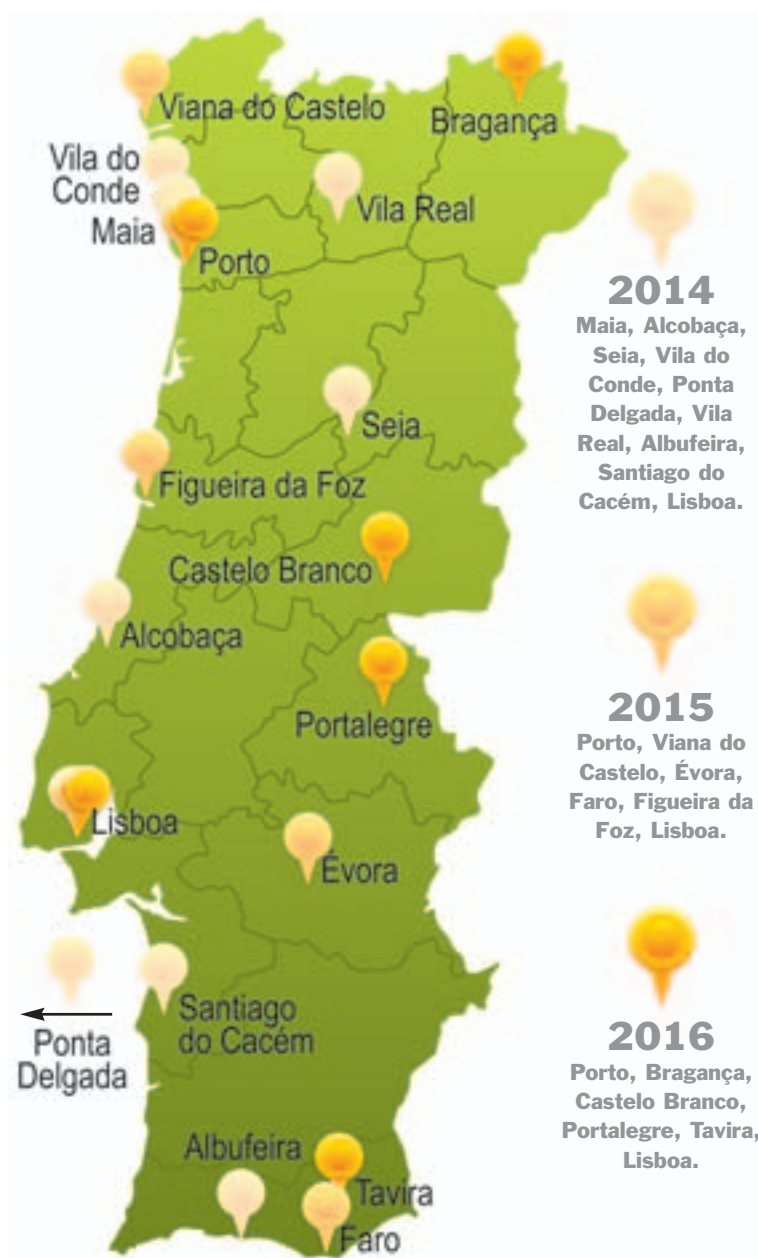 Viana do Castelo
Bragança
Vila do
Conde
Vila Real
Maia
Porto
Seia
Figueira da Foz
Castelo Branco
Alcobaça
Portalegre
Lisboa
Évora
Santiago
do Cacém
Ponta
Delgada
Albufeira
Tavira
Faro
2014
Maia, Alcobaça,
Seia, Vila do
Conde, Ponta
Delgada, Vila
Real, Albufeira,
Santiago do
Cacém, Lisboa.
2015
Porto, Viana do
Castelo, Évora,
Faro, Figueira da
Foz, Lisboa.
2016
Porto, Bragança,
Castelo Branco,
Portalegre, Tavira,
Lisboa.